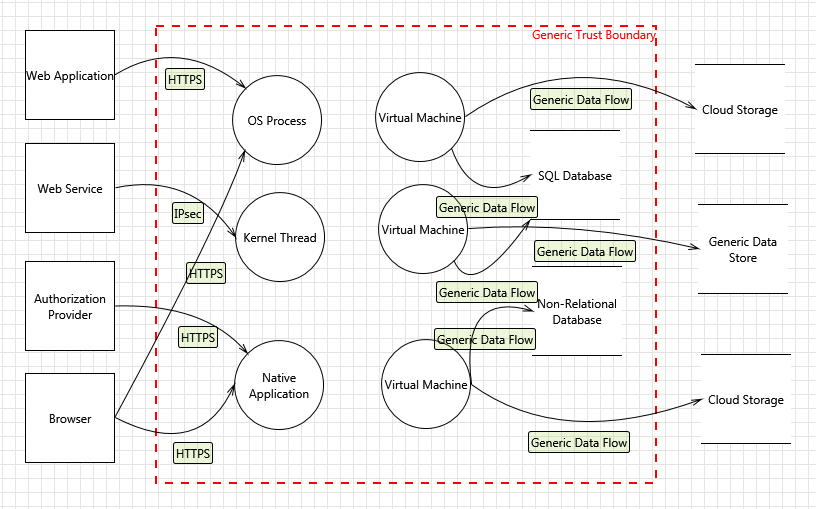 Generic Trust Boundary
Web Application
HTTPS
OS Process
Virtual Machine
Generic Data Flow
Cloud Storage
Web Service
IPsec
Kernel Thread
SQL Database
Generic Data Flow
Virtual Machine
Generic Data Flow
Generic Data
Store
HTTPS
Generic Data Flow
Authorization
Provider
HTTPS
Non-Relational
Database
Generic Data Flow
Browser
HTTPS
Native
Application
Virtual Machine
Generic Data Flow
Cloud Storage